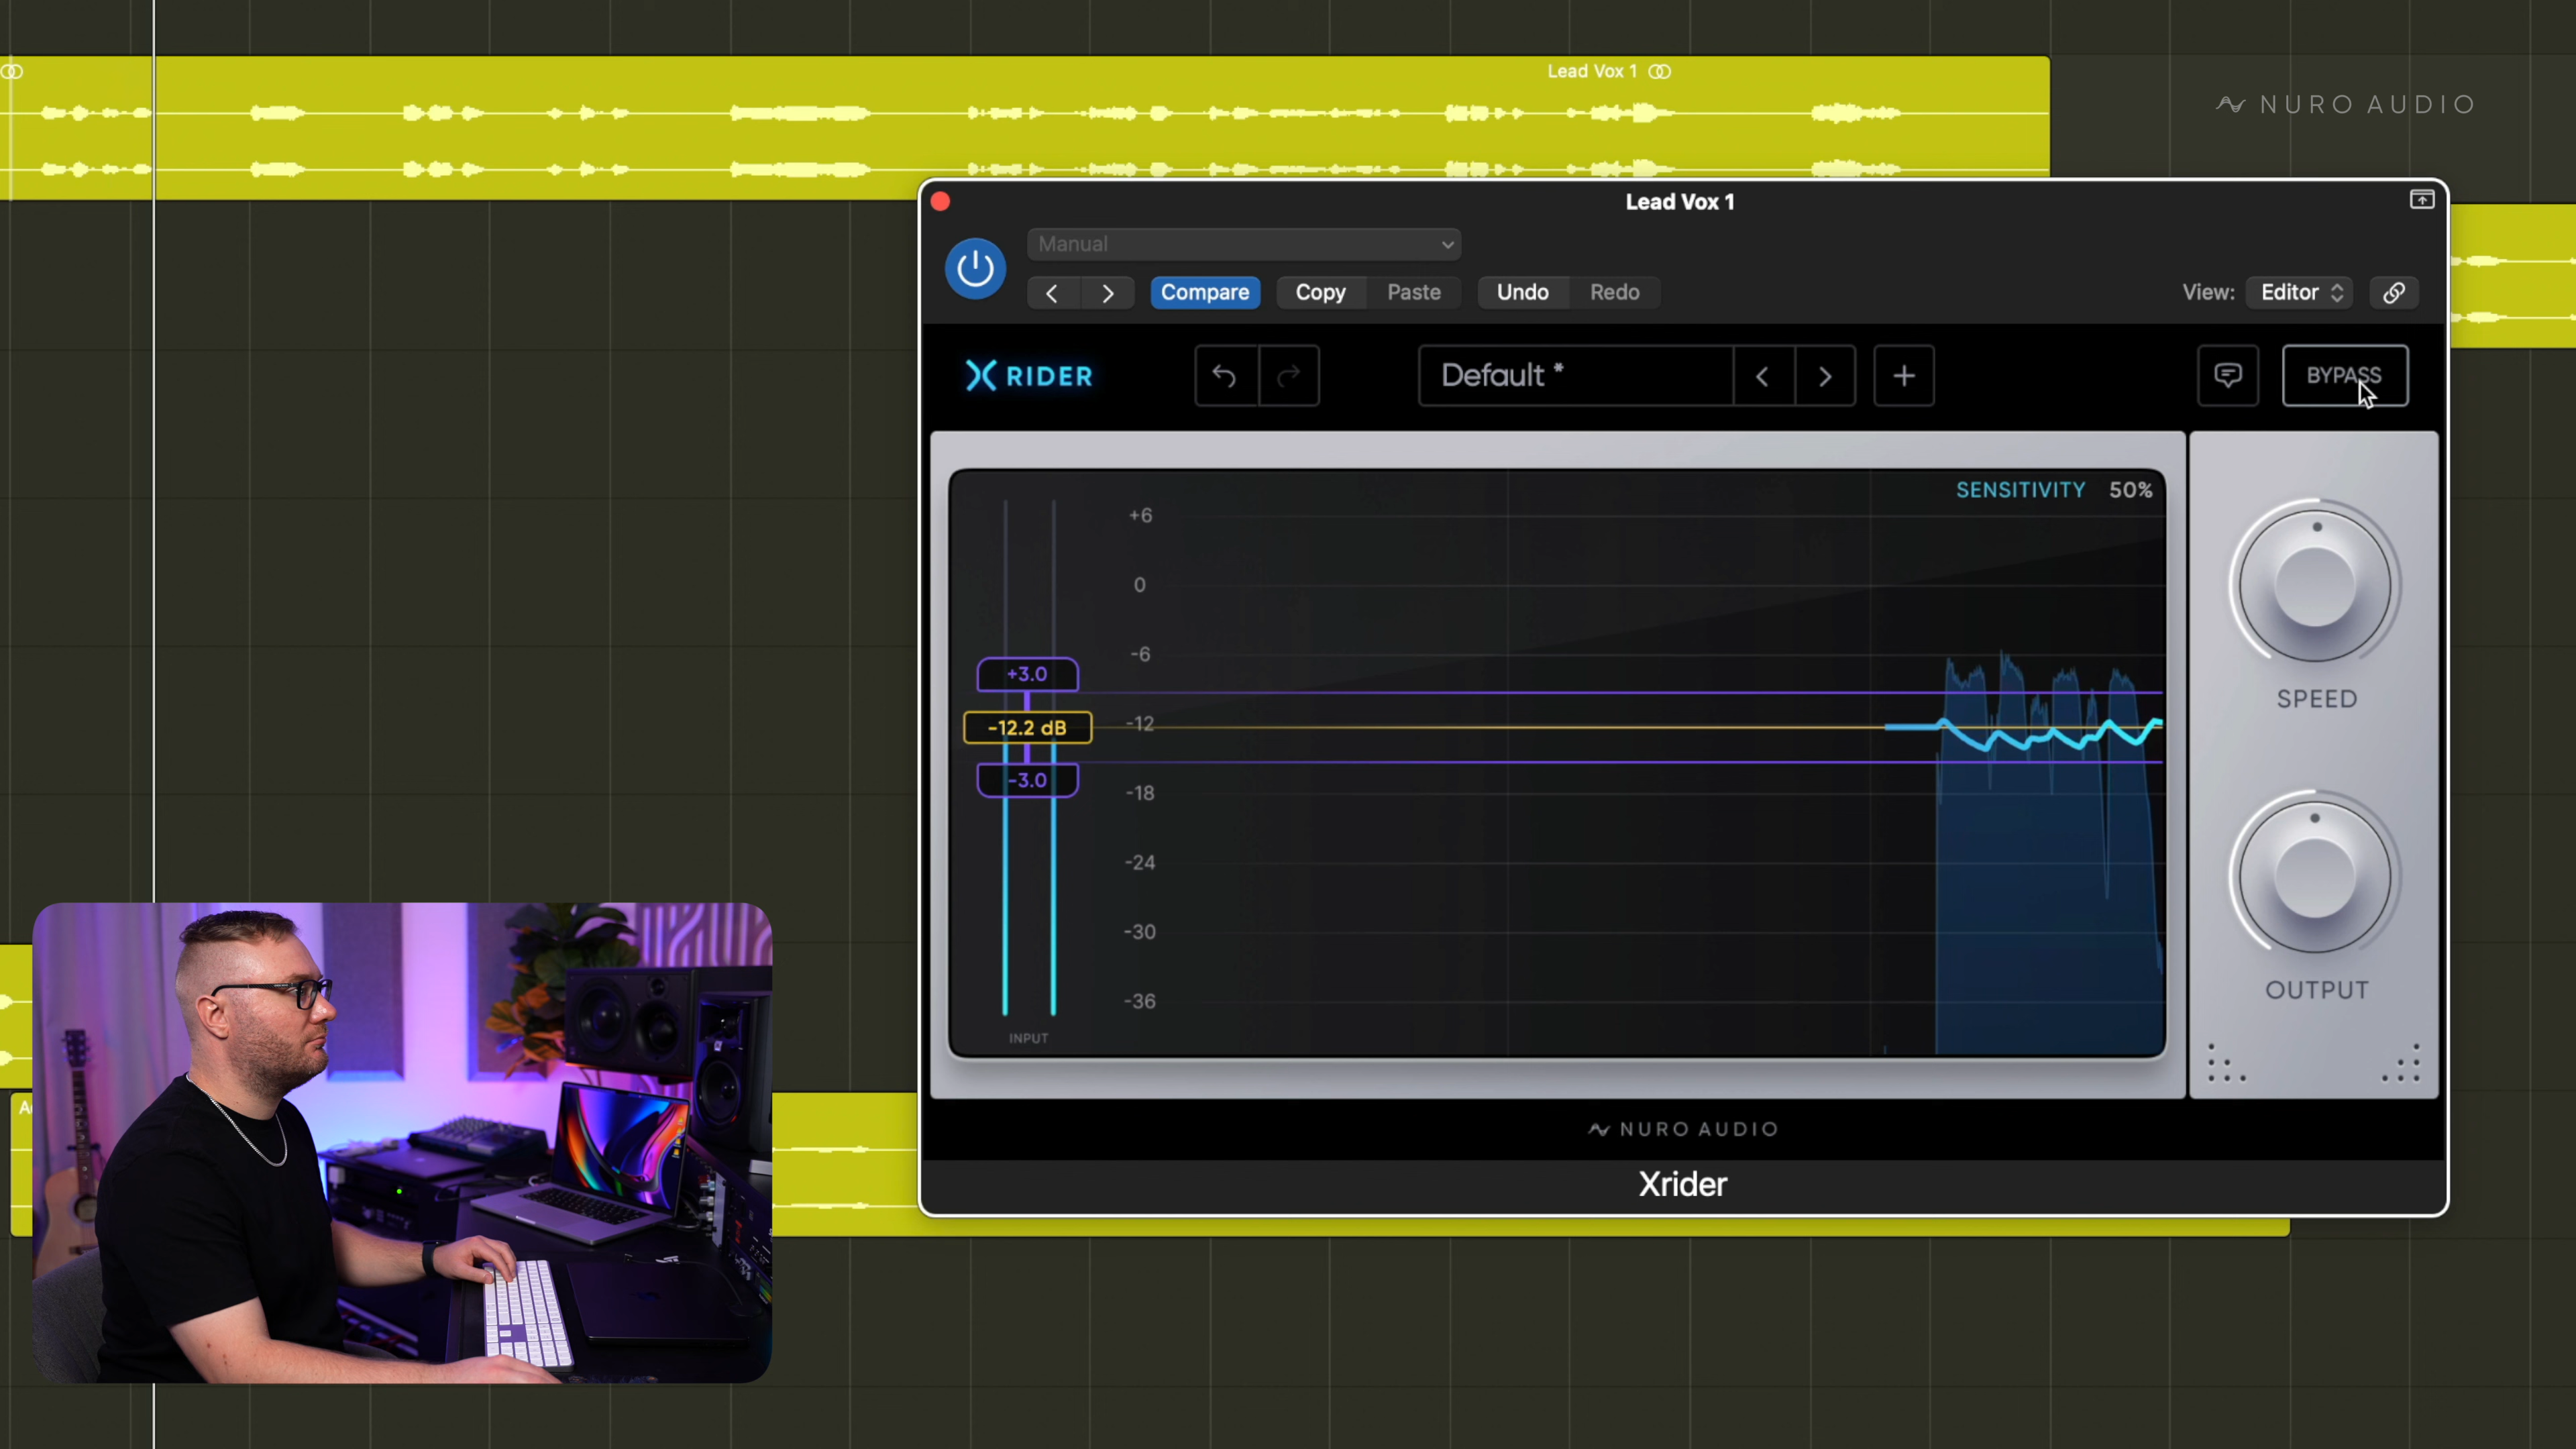 Lead Vox 1
NURO AUDIO
Lead Vox 1
Manual
Compare
Copy
Paste
Undo
Redo
View:
Editor
RIDER
Default *
BYPASS
SENSITIVITY 50%
+6
0
-6
-12
-18
-24
-30
-36
+3.0
-12.2 dB
-3.0
INPUT
SPEED
OUTPUT
NURO AUDIO
Xrider